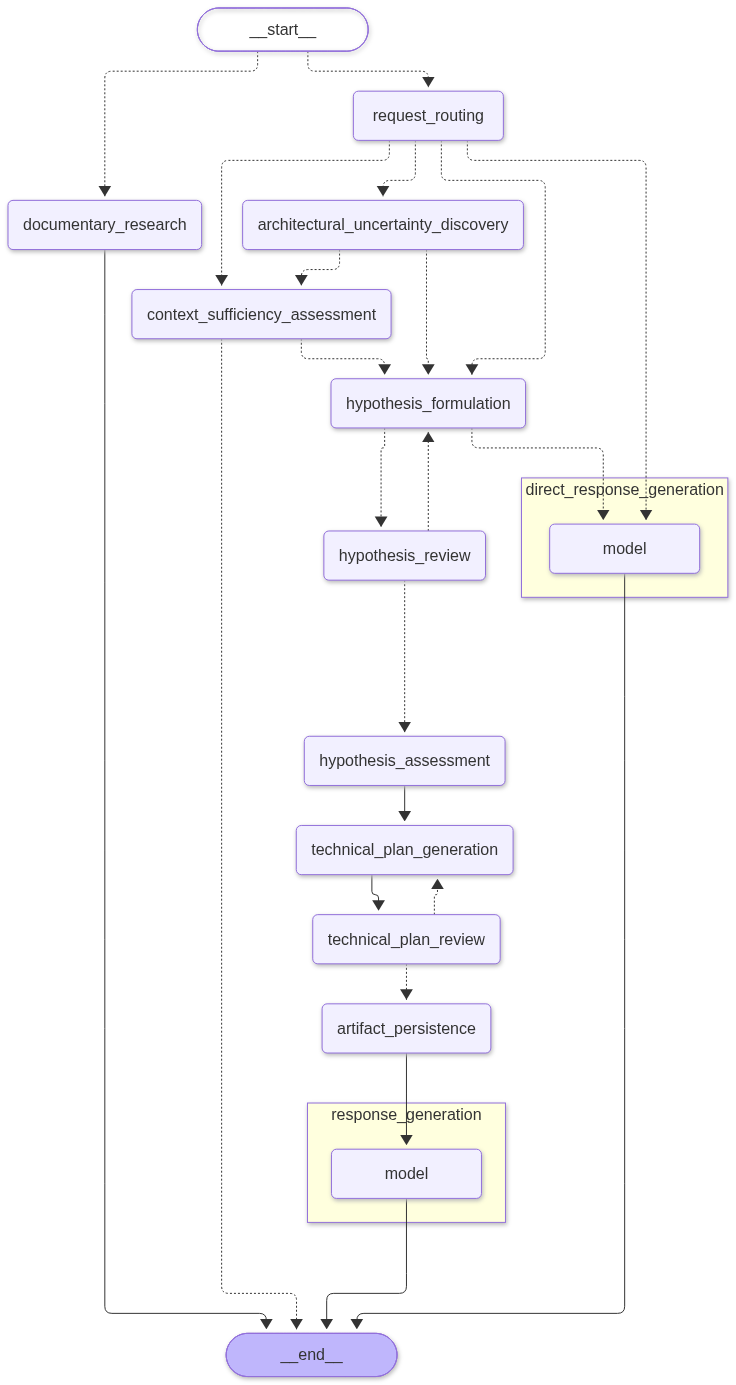 __start__
request_routing
documentary_research
architectural_uncertainty_discovery
context_sufficiency_assessment
hypothesis_formulation
direct_response_generation
model
hypothesis_review
hypothesis_assessment
technical_plan_generation
technical_plan_review
artifact_persistence
response_generation
model
__end__